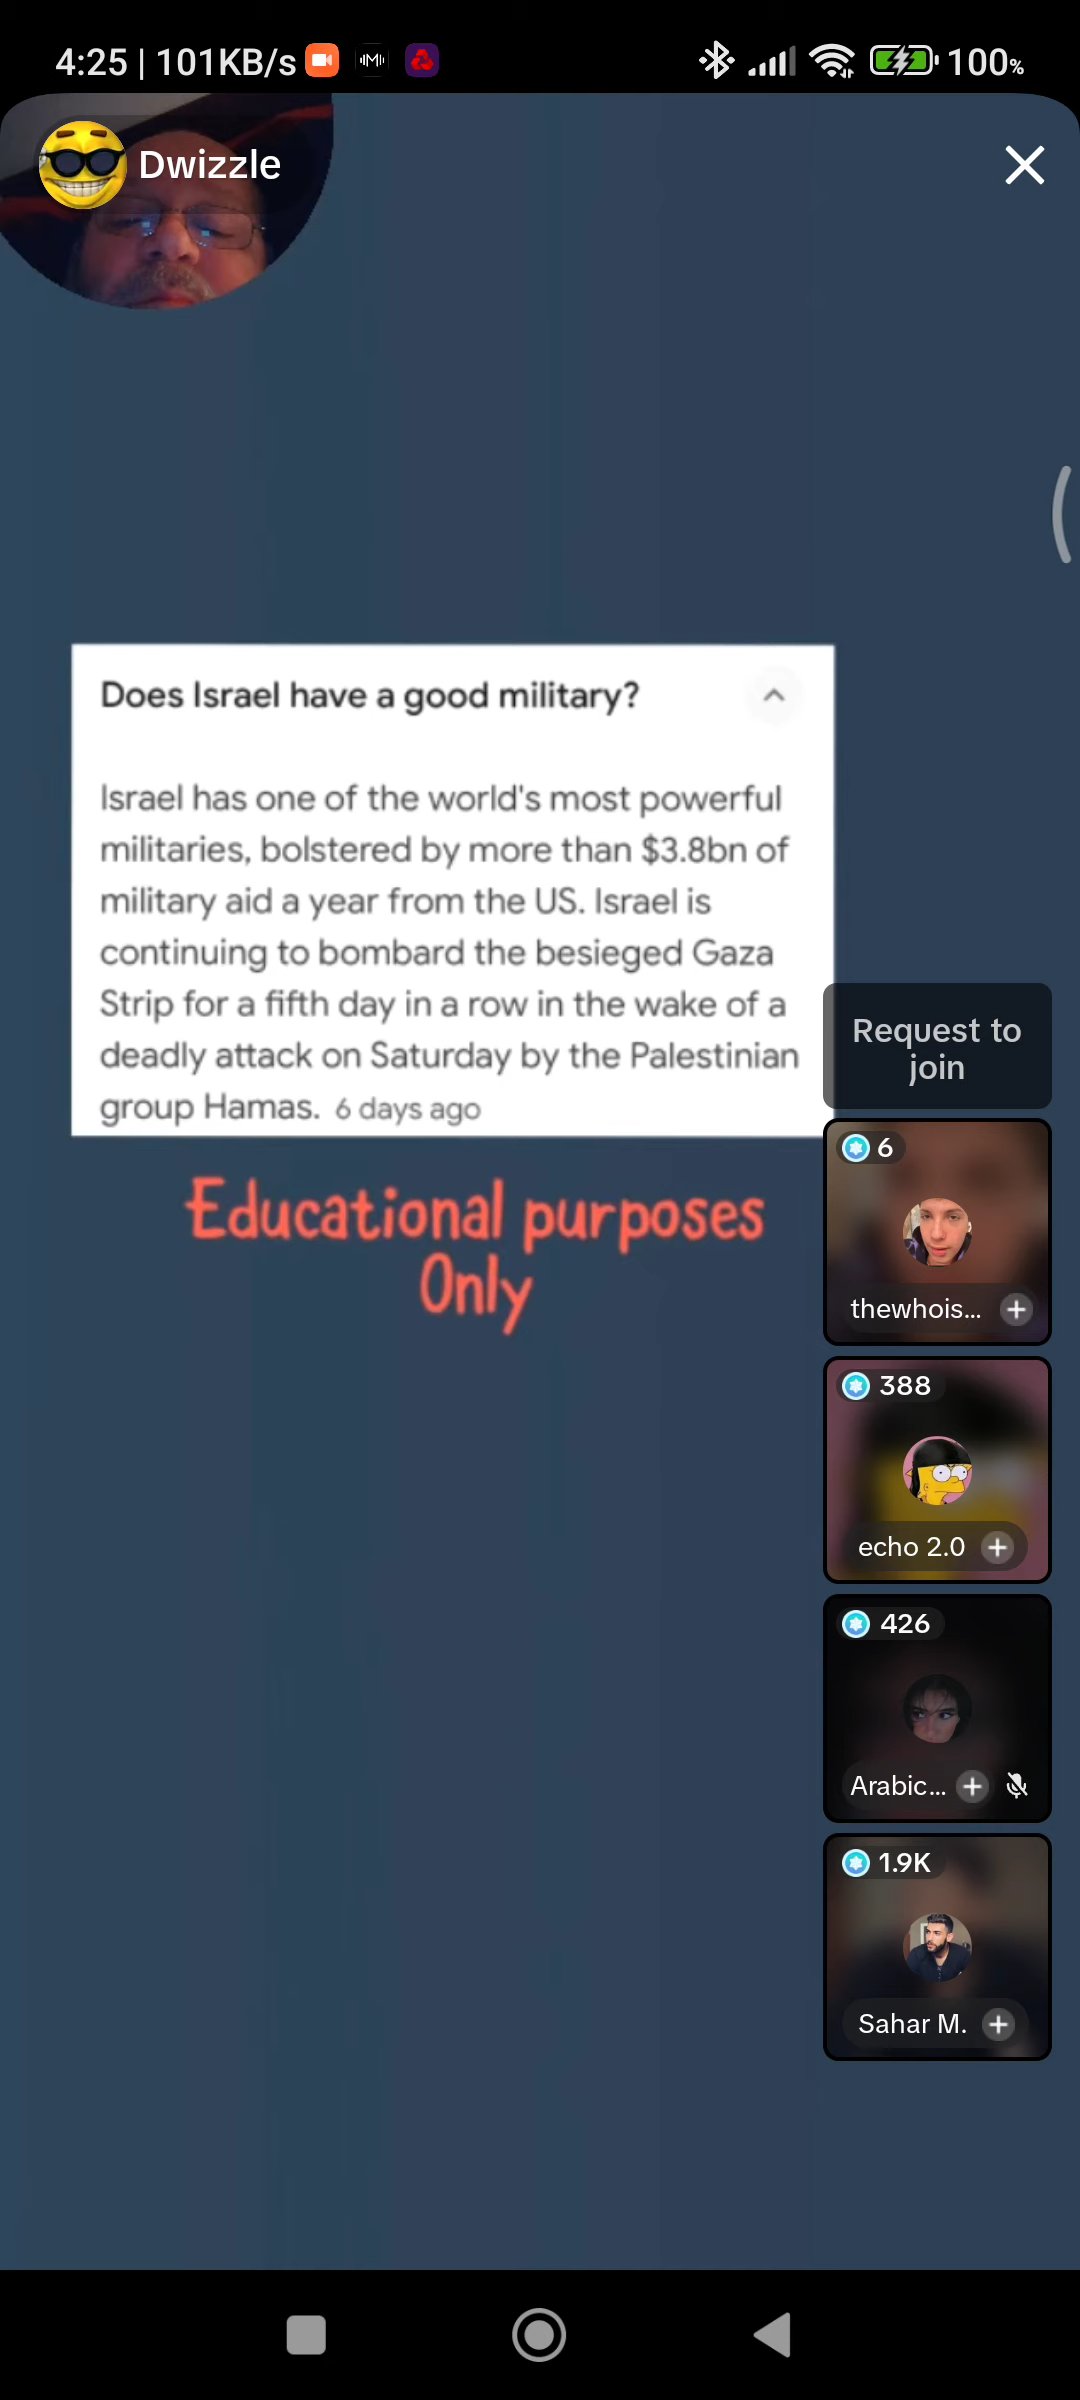 4:25 | 101KB/s
100%
Dwizzle
Does Israel have a good military?
Israel has one of the world's most powerful
militaries, bolstered by more than $3.8bn of
military aid a year from the US. Israel is
continuing to bombard the besieged Gaza
Strip for a fifth day in a row in the wake of a
deadly attack on Saturday by the Palestinian
group Hamas. 6 days ago
Educational purposes
Only
Request to
join
6
thewhois...
388
echo 2.0
426
Arabic...
1.9K
Sahar M.